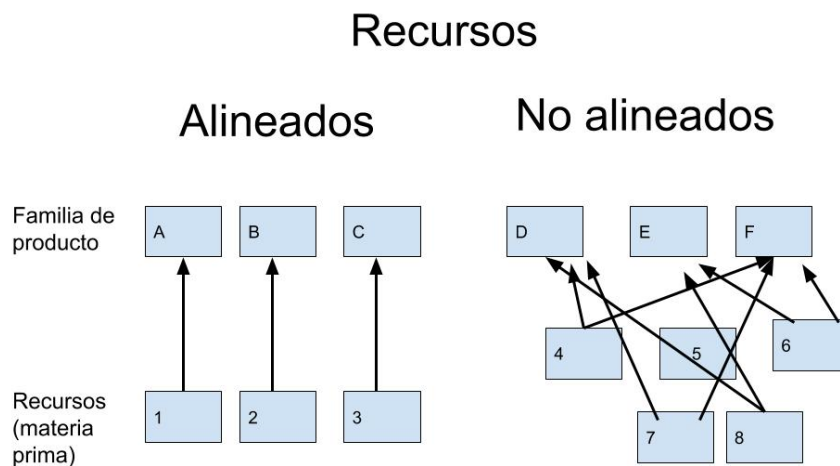 Recursos
Alineados
No alineados
Familia de
producto
A
B
C
D
E
F
4
5
6
Recursos
(materia
prima)
1
2
3
7
8